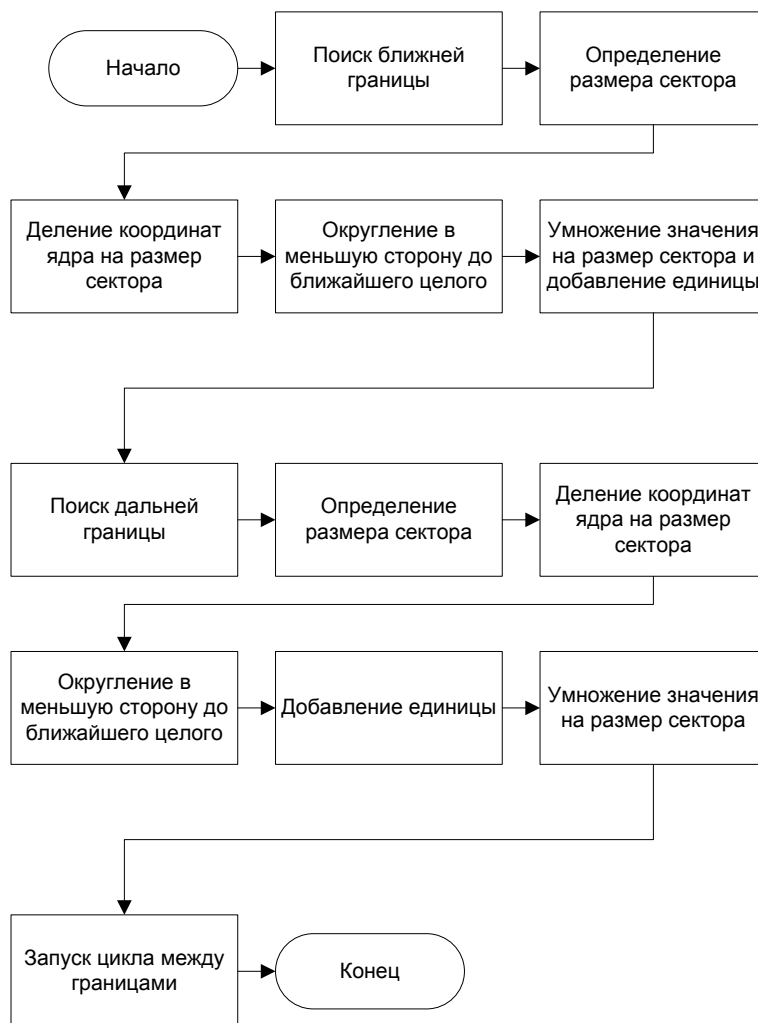 Начало
Поиск ближней
границы
Определение
размера сектора
Деление координат
ядра на размер
сектора
Округление в
меньшую сторону до
ближайшего целого
Умножение значения
на размер сектора и
добавление единицы
Поиск дальней
границы
Определение
размера сектора
Деление координат
ядра на размер
сектора
Округление в
меньшую сторону до
ближайшего целого
Добавление единицы
Умножение значения
на размер сектора
Запуск цикла между
границами
Конец